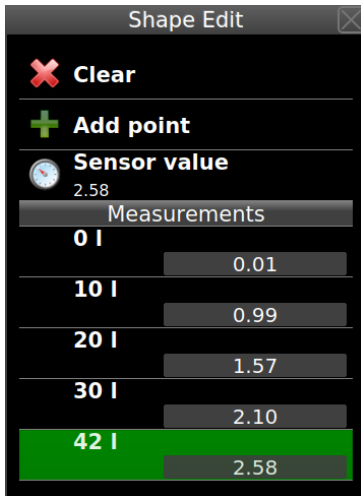 Shape Edit
Clear
Add point
Sensor value
2.58
Measurements
0 l
0.01
10 l
0.99
20 l
1.57
30 l
2.10
42 l
2.58